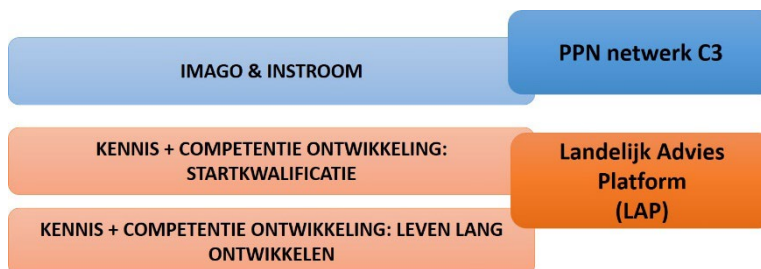 IMAGO & INSTROOM
PPN netwerk C3
KENNIS + COMPETENTIE ONTWIKKELING:
STARTKWALIFICATIE
Landelijk Advies
Platform
(LAP)
KENNIS + COMPETENTIE ONTWIKKELING: LEVEN LANG
ONTWIKKELEN